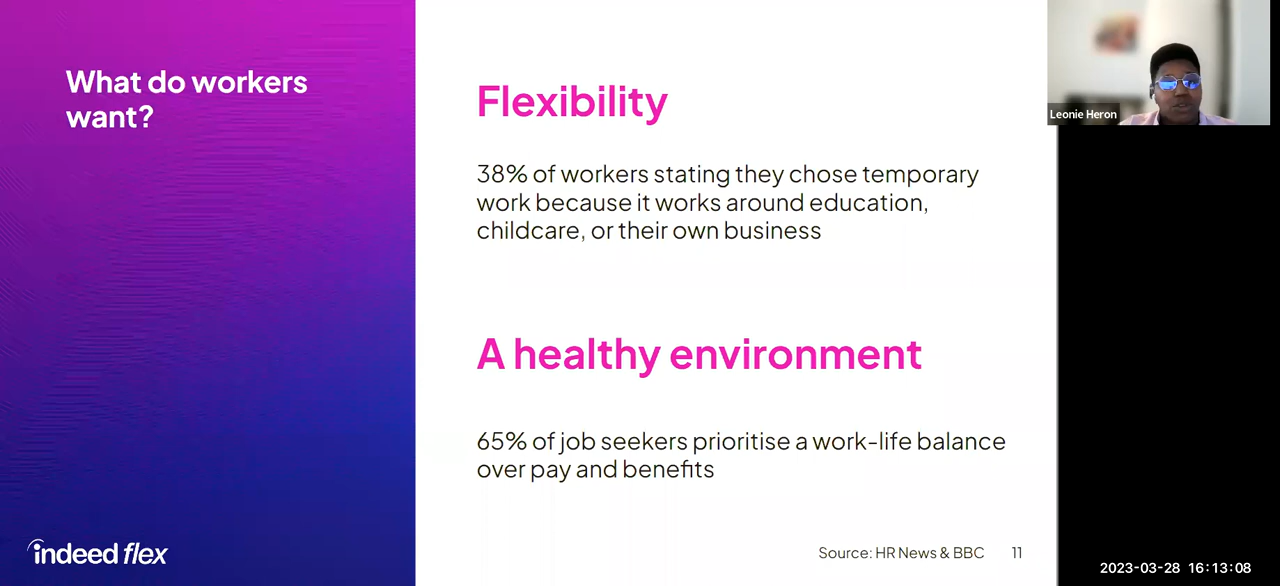 What do workers
want?
Flexibility
38% of workers stating they chose temporary
work because it works around education,
childcare, or their own business
A healthy environment
65% of job seekers prioritise a work-life balance
over pay and benefits
indeed flex
Source: HR News & BBC
11
Leonie Heron
2023-03-28 16:13:08